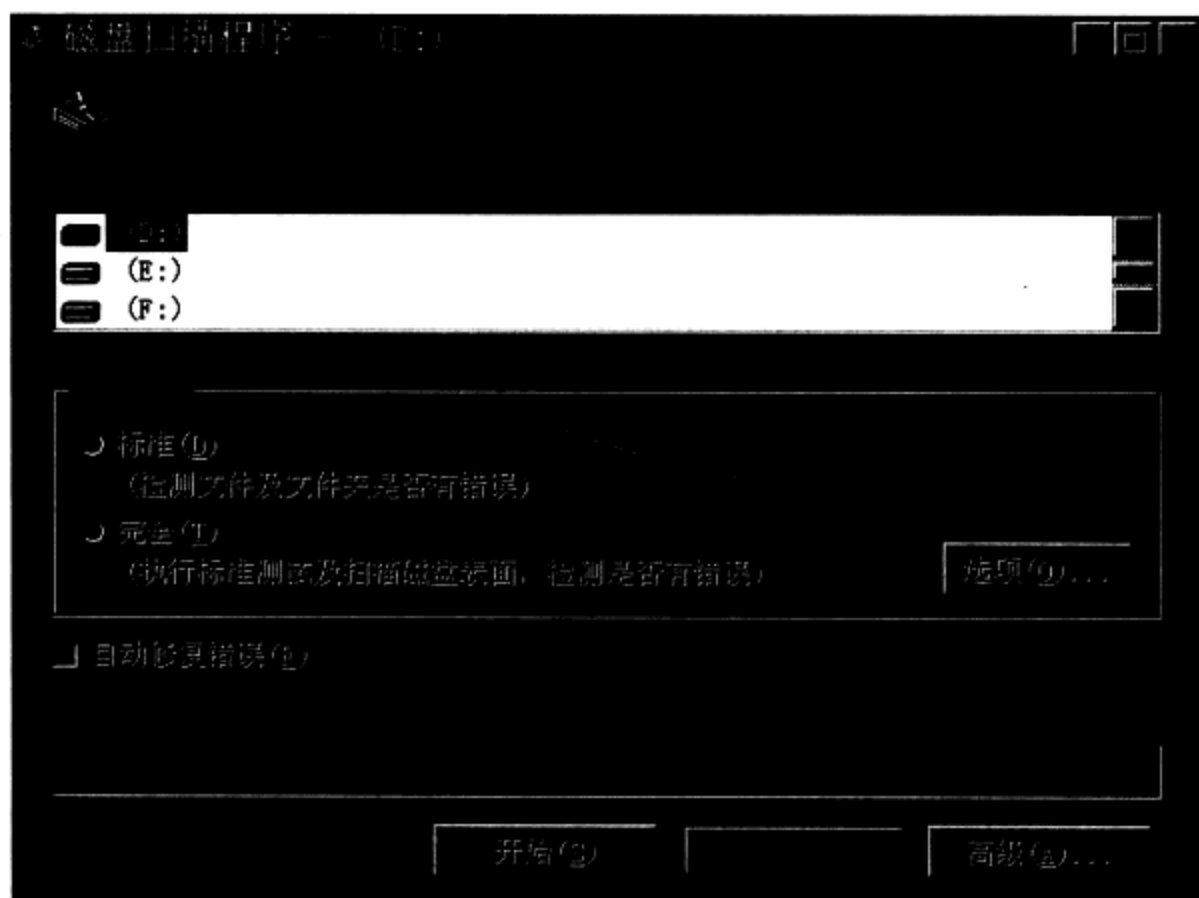 磁盘扫描程序 - (D:)
(D:)
(E:)
(F:)
标准(D)
(检测文件及文件夹是否有错误)
完全(T)
(执行标准测试及扫描磁盘表面，检测是否有错误)
选项(O)...
自动修复错误(R)
开始(S)
高级(A)...